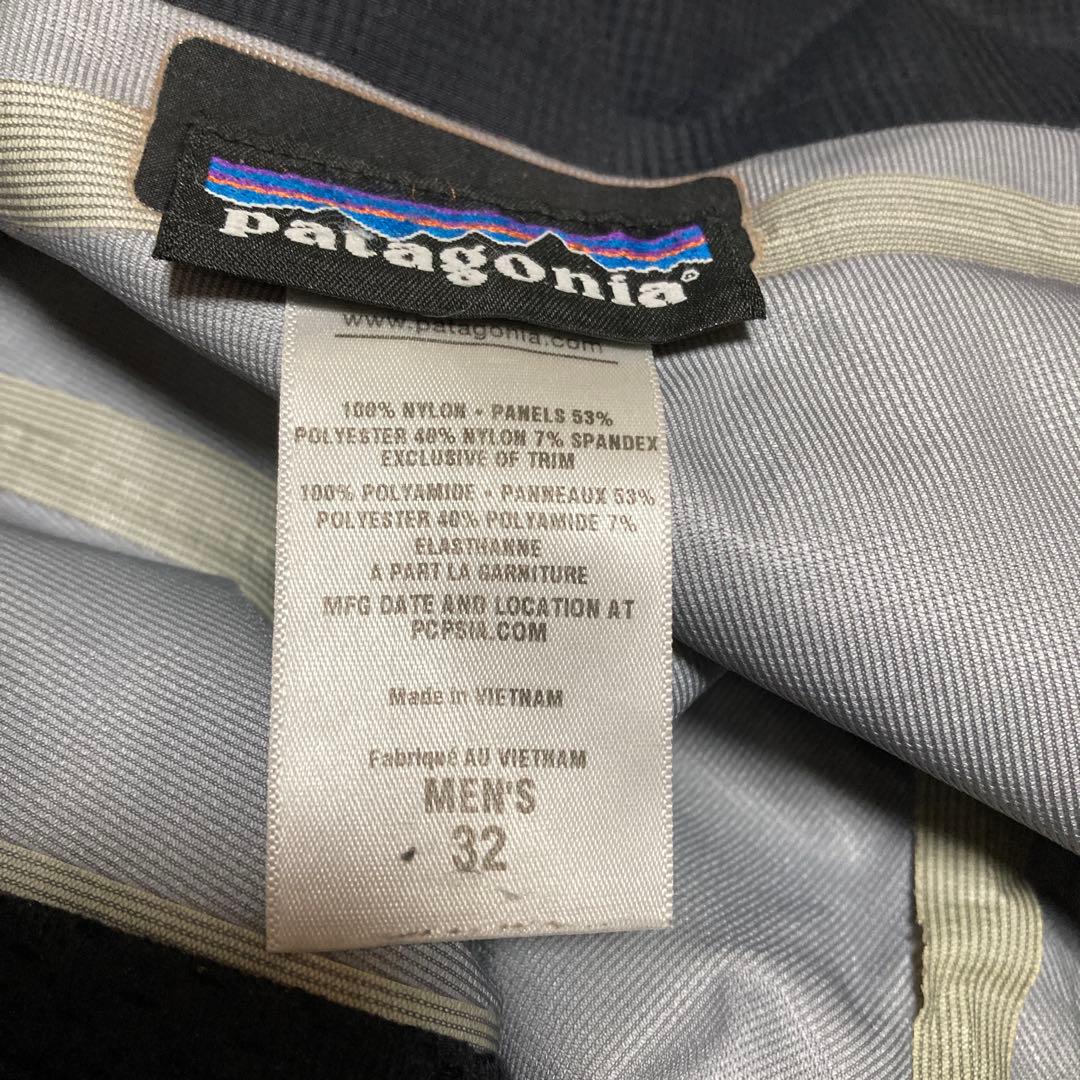 patagonia®
www.patagonia.com
100% NYLON • PANELS 53%
POLYESTER 40% NYLON 7% SPANDEX
EXCLUSIVE OF TRIM
100% POLYAMIDE • PANNEAUX 53%
POLYESTER 40% POLYAMIDE 7%
ELASTHANNE
A PART LA GARNITURE
MFG DATE AND LOCATION AT
PCPSIA.COM
Made in VIETNAM
Fabriqué AU VIETNAM
MEN'S
32